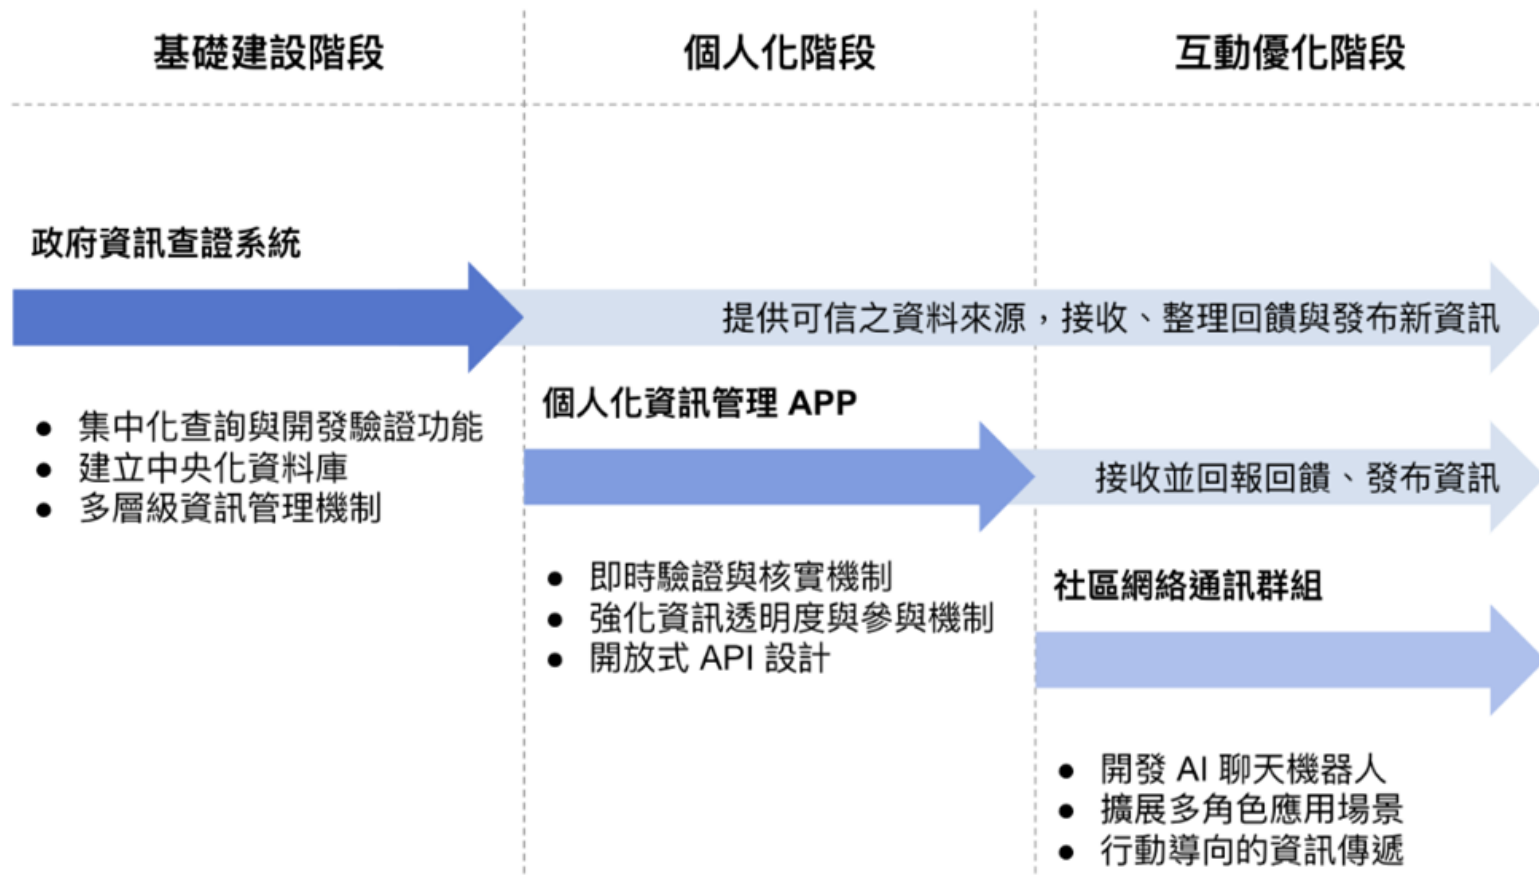 基礎建設階段
個人化階段
互動優化階段
政府資訊查證系統
提供可信之資料來源，接收、整理回饋與發布新資訊
● 集中化查詢與開發驗證功能
● 建立中央化資料庫
● 多層級資訊管理機制
個人化資訊管理 APP
接收並回報回饋、發布資訊
● 即時驗證與核實機制
● 強化資訊透明度與參與機制
● 開放式 API 設計
社區網絡通訊群組
● 開發 AI 聊天機器人
● 擴展多角色應用場景
● 行動導向的資訊傳遞